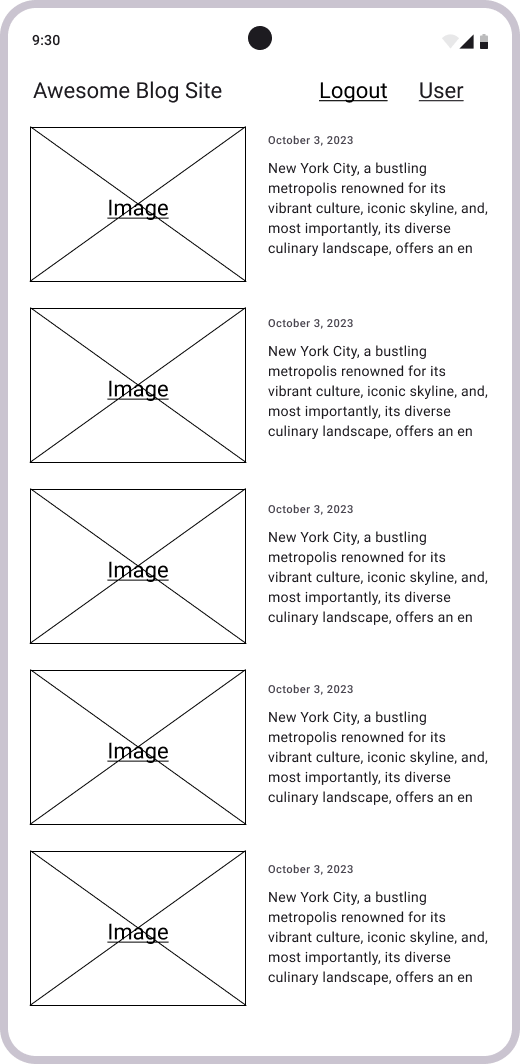 9:30
Awesome Blog Site Logout User
Image
October 3, 2023
New York City, a bustling
metropolis renowned for its
vibrant culture, iconic skyline, and,
most importantly, its diverse
culinary landscape, offers an en
Image
October 3, 2023
New York City, a bustling
metropolis renowned for its
vibrant culture, iconic skyline, and,
most importantly, its diverse
culinary landscape, offers an en
Image
October 3, 2023
New York City, a bustling
metropolis renowned for its
vibrant culture, iconic skyline, and,
most importantly, its diverse
culinary landscape, offers an en
Image
October 3, 2023
New York City, a bustling
metropolis renowned for its
vibrant culture, iconic skyline, and,
most importantly, its diverse
culinary landscape, offers an en
Image
October 3, 2023
New York City, a bustling
metropolis renowned for its
vibrant culture, iconic skyline, and,
most importantly, its diverse
culinary landscape, offers an en